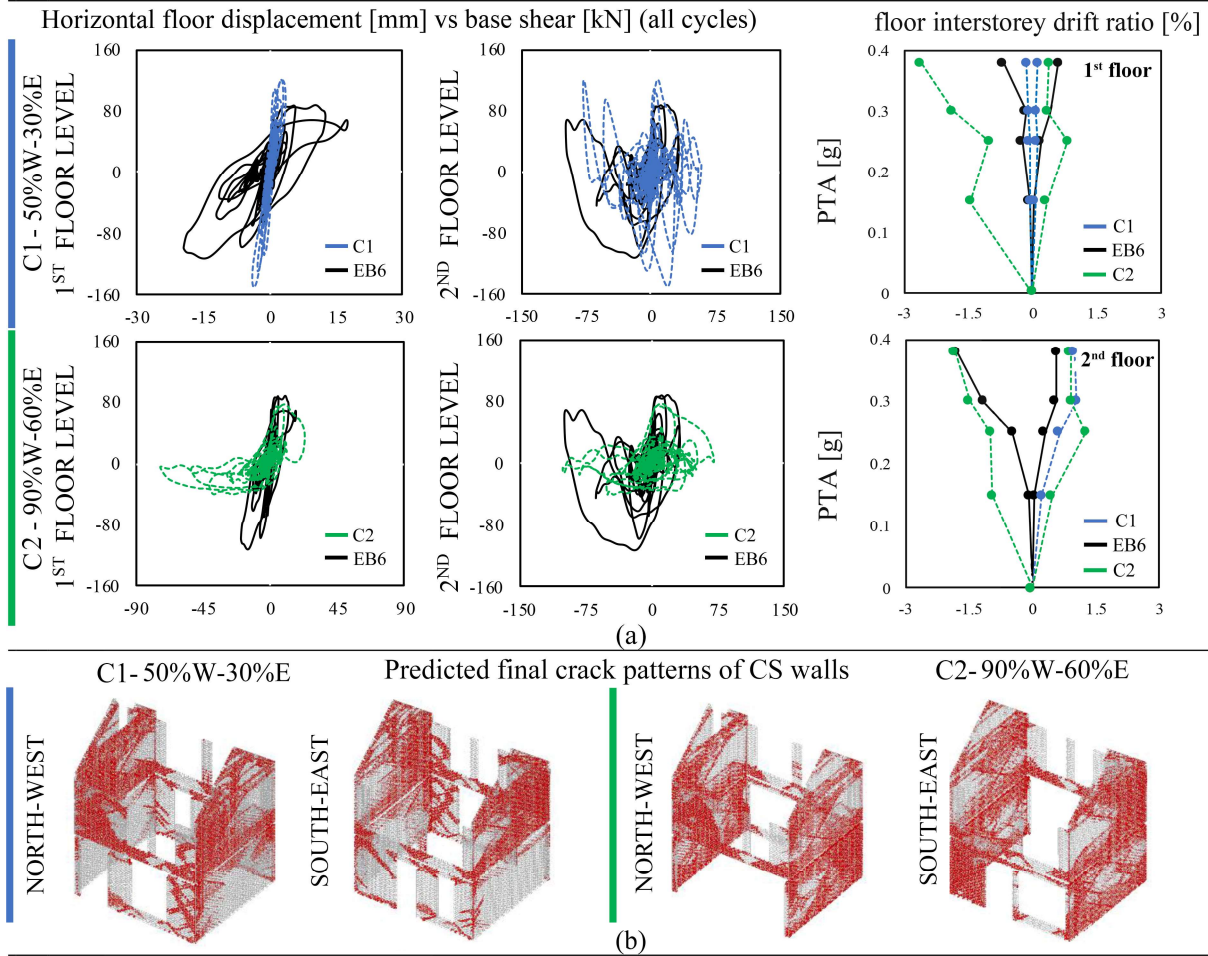 Horizontal floor displacement [mm] vs base shear [kN] (all cycles)
floor interstorey drift ratio [%]
C1 - 50%W-30%E
1ST FLOOR LEVEL
160
80
0
-80
-160
-30
-15
0
15
30
C1
EB6
2ND FLOOR LEVEL
160
80
0
-80
-160
-150
-75
0
75
150
C1
EB6
PTA [g]
0.4
0.3
0.2
0.1
0
-3
-1.5
0
1.5
3
1st floor
C1
EB6
C2
C2 - 90%W-60%E
1ST FLOOR LEVEL
160
80
0
-80
-160
-90
-45
0
45
90
C2
EB6
2ND FLOOR LEVEL
160
80
0
-80
-160
-150
-75
0
75
150
C2
EB6
PTA [g]
0.4
0.3
0.2
0.1
0
-3
-1.5
0
1.5
3
2nd floor
C1
EB6
C2
(a)
C1-50%W-30%E
Predicted final crack patterns of CS walls
C2-90%W-60%E
NORTH-WEST
SOUTH-EAST
NORTH-WEST
SOUTH-EAST
(b)